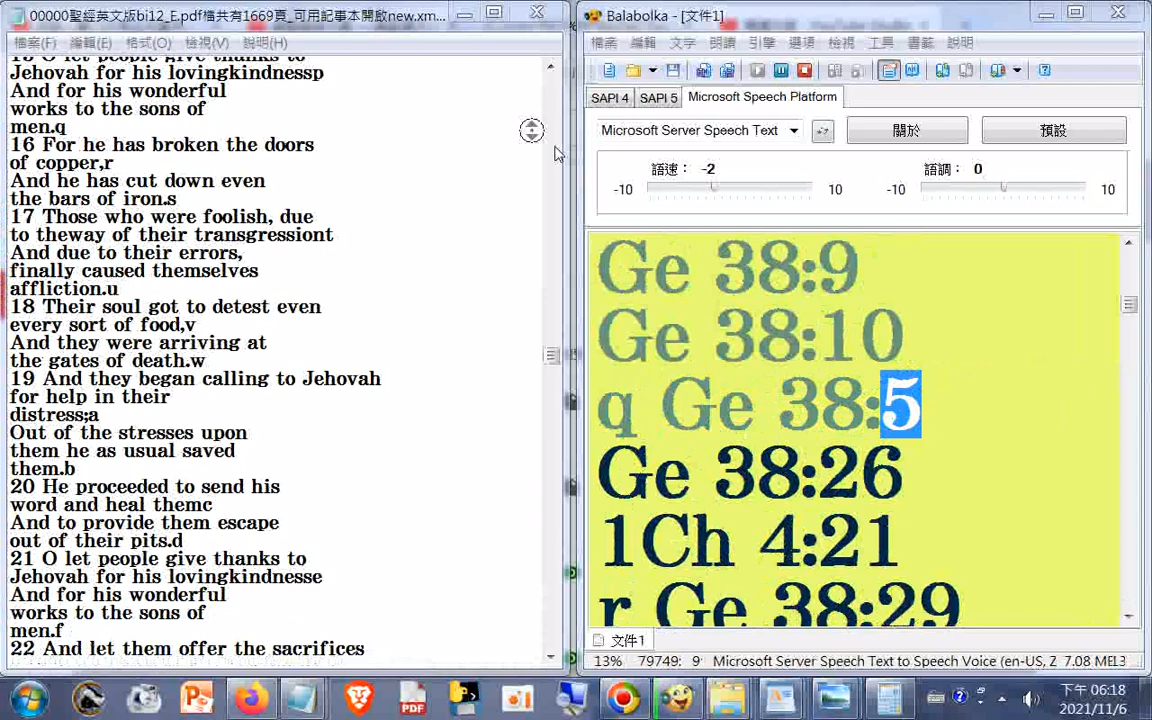 00000聖經英文版bi12_E.pdf檔共有1669頁_可用記事本開啟new.xm...
檔案(F) 編輯(E) 格式(O) 檢視(V) 說明(H)
15 O let people give thanks to
Jehovah for his lovingkindnessp
And for his wonderful
works to the sons of
men.q
16 For he has broken the doors
of copper,r
And he has cut down even
the bars of iron.s
17 Those who were foolish, due
to theway of their transgressiont
And due to their errors,
finally caused themselves
affliction.u
18 Their soul got to detest even
every sort of food,v
And they were arriving at
the gates of death.w
19 And they began calling to Jehovah
for help in their
distress;a
Out of the stresses upon
them he as usual saved
them.b
20 He proceeded to send his
word and heal themc
And to provide them escape
out of their pits.d
21 O let people give thanks to
Jehovah for his lovingkindnesse
And for his wonderful
works to the sons of
men.f
22 And let them offer the sacrifices
Balabolka - [文件1]
檔案 編輯 文字 朗讀 引擎 選項 檢視 工具 書籤 說明
SAPI 4 SAPI 5 Microsoft Speech Platform
Microsoft Server Speech Text 關於 預設
語速: -2 語調: 0
-10 10 -10 10
Ge 38:9
Ge 38:10
q Ge 38:5
Ge 38:26
1Ch 4:21
r Ge 38:29
文件1
13% 79749: 9 Microsoft Server Speech Text to Speech Voice (en-US, 2 7.08 ME
下午 06:18
2021/11/6